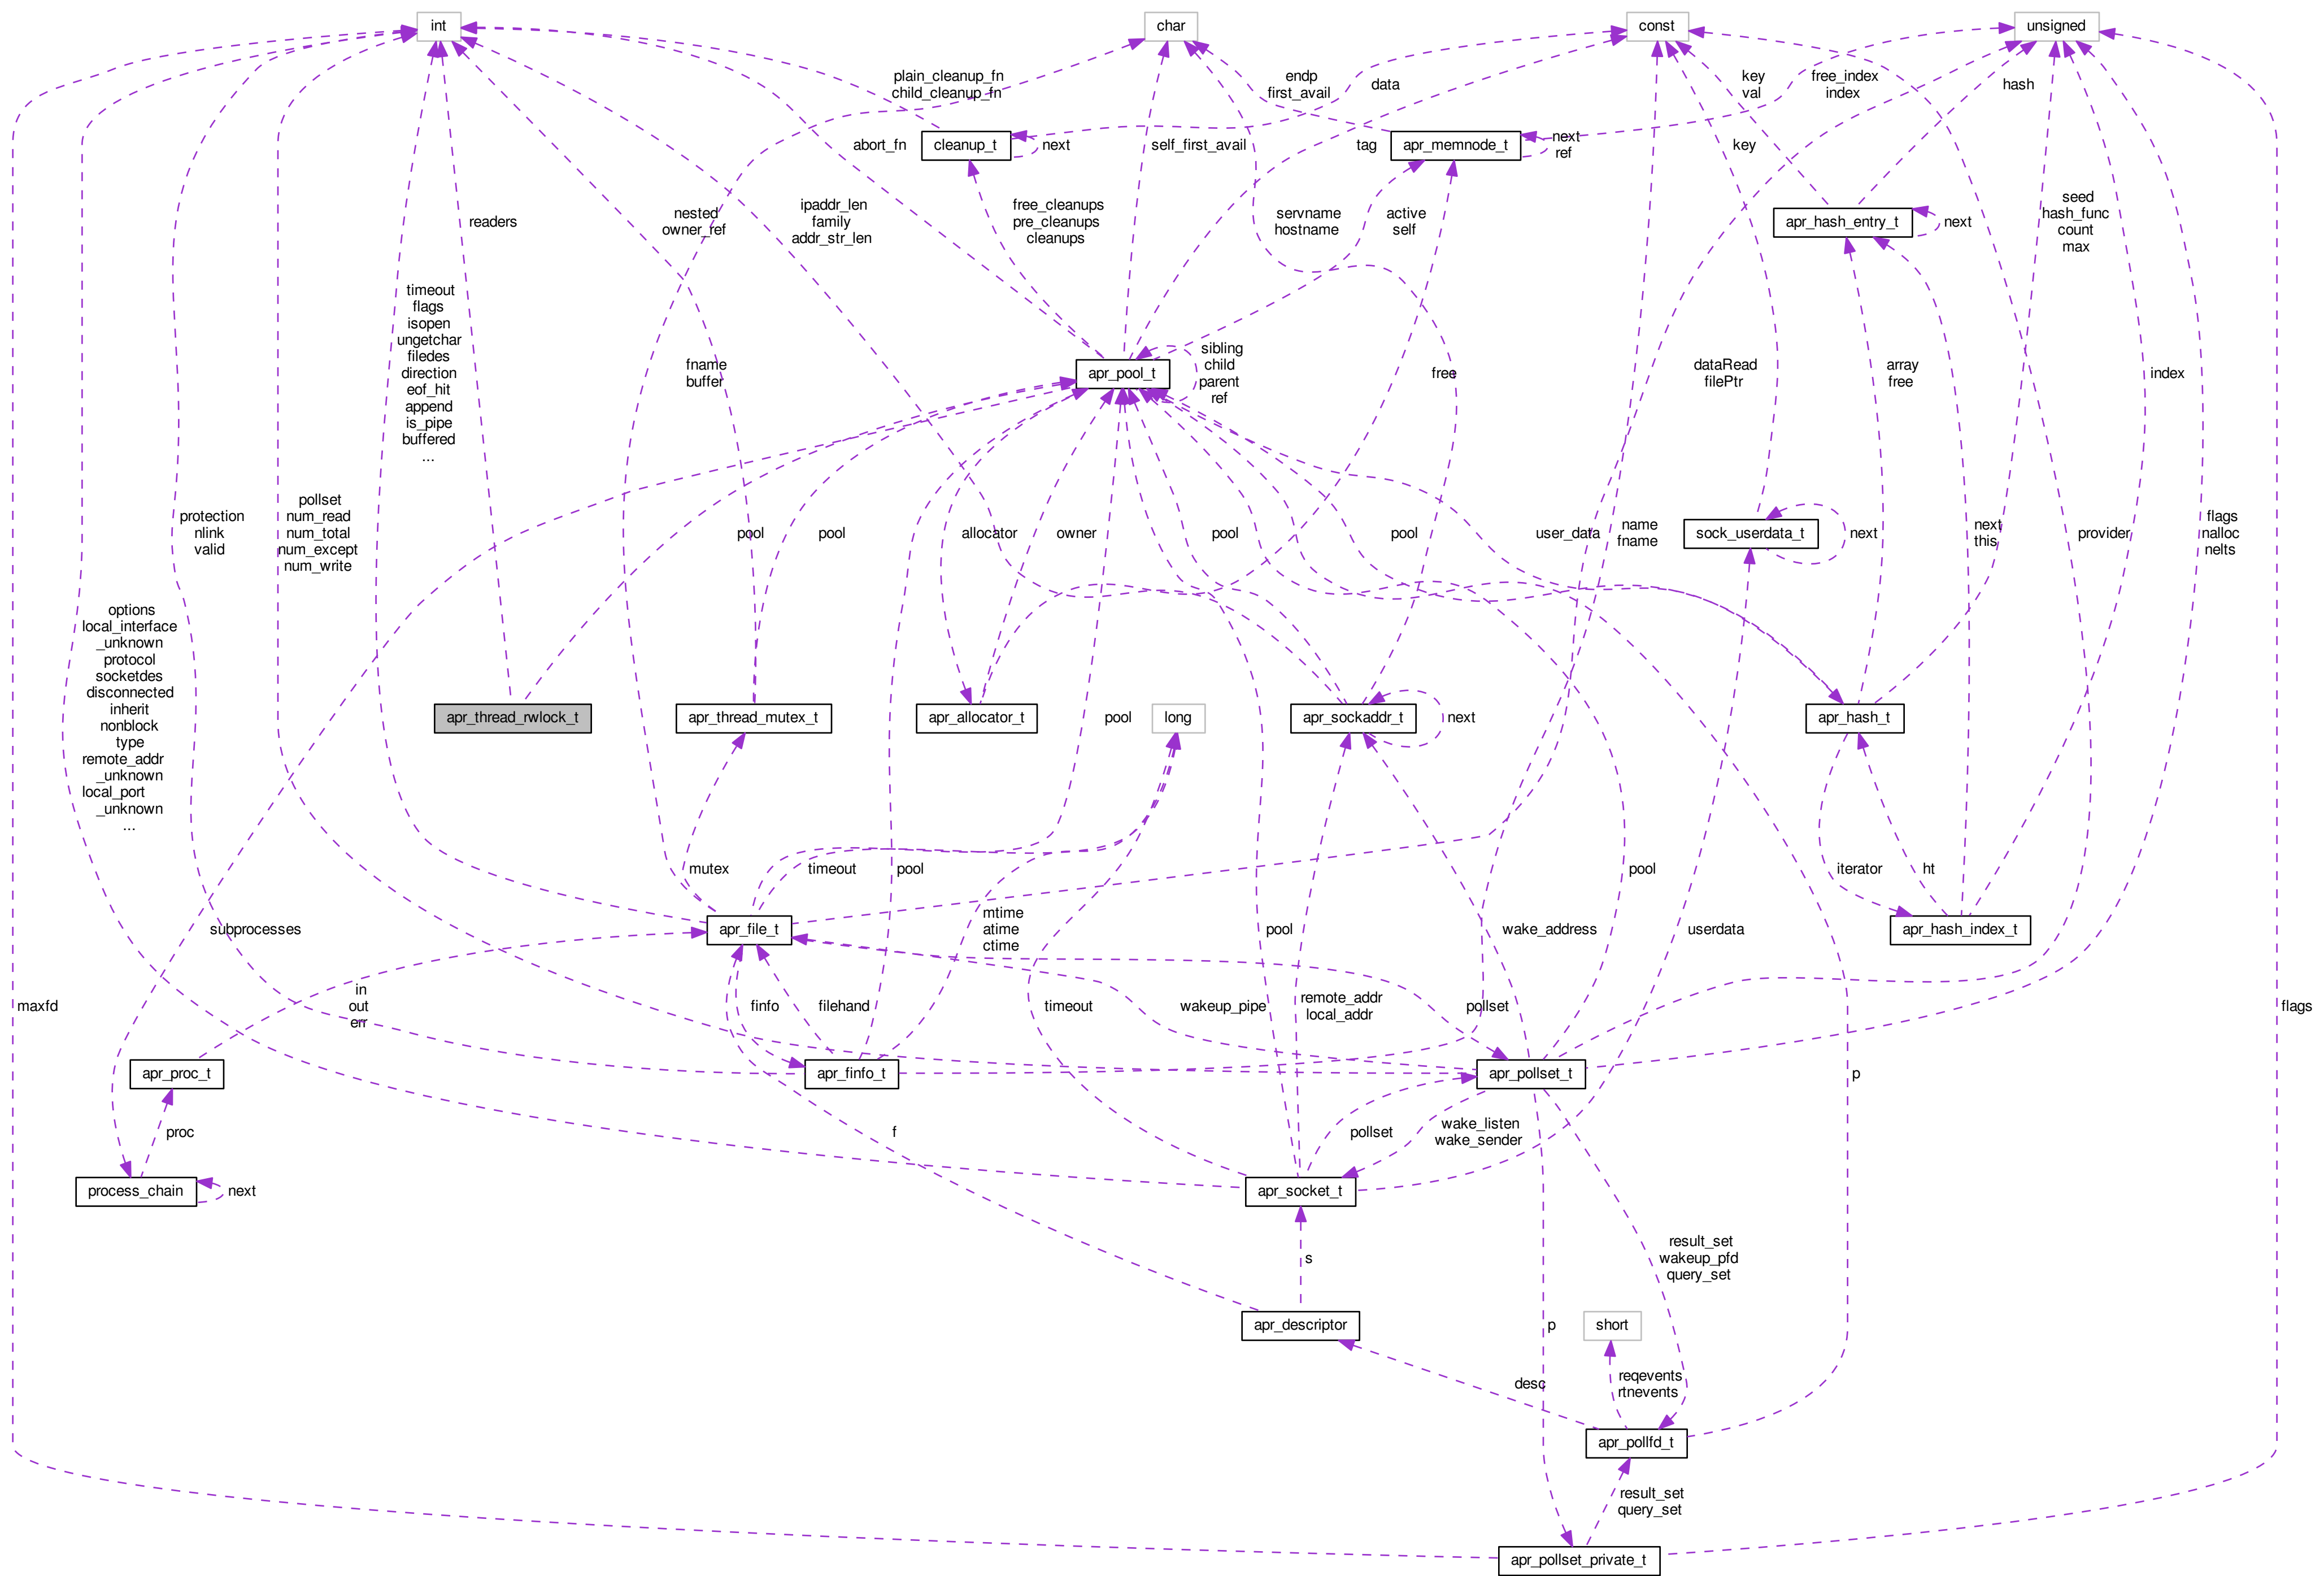 int
char
const
unsigned
plain_cleanup_fn
child_cleanup_fn
endp
first_avail
data
key
val
free_index
index
hash
cleanup_t
next
abort_fn
self_first_avail
tag
apr_memnode_t
next
ref
key
nested
owner_ref
readers
ipaddr_len
family
addr_str_len
free_cleanups
pre_cleanups
cleanups
servname
hostname
active
self
apr_hash_entry_t
next
seed
hash_func
count
max
timeout
flags
isopen
ungetchar
filedes
direction
eof_hit
append
is_pipe
buffered
...
fname
buffer
apr_pool_t
sibling
child
parent
ref
free
dataRead
filePtr
array
free
index
protection
nlink
valid
pollset
num_read
num_total
num_except
num_write
pool
pool
allocator
owner
pool
pool
user_data
name
fname
sock_userdata_t
next
next
this
provider
flags
nalloc
nelts
options
local_interface
_unknown
protocol
socketdes
disconnected
inherit
nonblock
type
remote_addr
_unknown
local_port
_unknown
...
apr_thread_rwlock_t
apr_thread_mutex_t
apr_allocator_t
pool
long
apr_sockaddr_t
next
apr_hash_t
mutex
timeout
pool
pool
iterator
ht
subprocesses
apr_file_t
mtime
atime
ctime
pool
wake_address
userdata
apr_hash_index_t
maxfd
in
out
err
finfo
filehand
timeout
wakeup_pipe
remote_addr
local_addr
pollset
flags
apr_proc_t
apr_finfo_t
apr_pollset_t
p
proc
f
pollset
wake_listen
wake_sender
process_chain
next
apr_socket_t
s
result_set
wakeup_pfd
query_set
apr_descriptor
p
short
desc
reqevents
rtnevents
apr_pollfd_t
result_set
query_set
apr_pollset_private_t